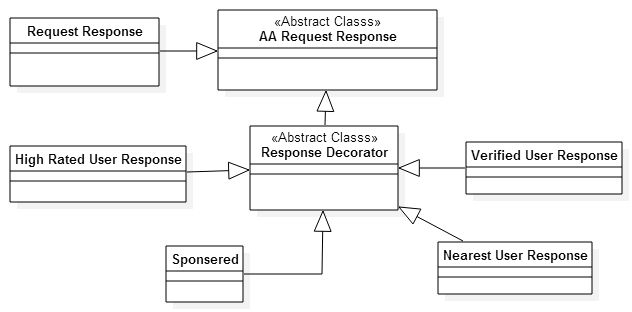 Request Response
«Abstract Classs»
AA Request Response
«Abstract Classs»
Response Decorator
High Rated User Response
Verified User Response
Sponsered
Nearest User Response